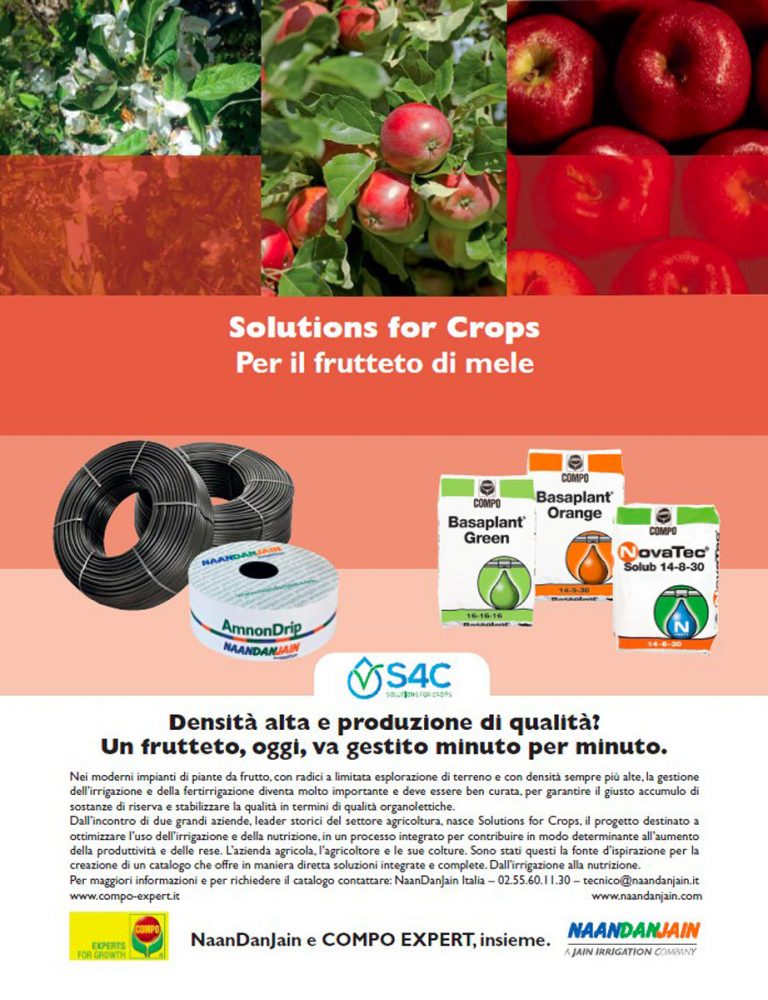 Solutions for Crops
Per il frutteto di mele
NAANDANJAIN
AmnonDrip
NAANDANJAIN
COMPO
Basaplant®
Green
16-16-16
COMPO
Basaplant®
Orange
14-5-30
Basaplant®
COMPO
NovaTec®
Solub 14-8-30
N
14-8-30
S4C
SOLUTIONS FOR CROPS
Densità alta e produzione di qualità?
Un frutteto, oggi, va gestito minuto per minuto.
Nei moderni impianti di piante da frutto, con radici a limitata esplorazione di terreno e con densità sempre più alte, la gestione
dell'irrigazione e della fertirrigazione diventa molto importante e deve essere ben curata, per garantire il giusto accumulo di
sostanze di riserva e stabilizzare la qualità in termini di qualità organolettiche.
Dall'incontro di due grandi aziende, leader storici del settore agricoltura, nasce Solutions for Crops, il progetto destinato a
ottimizzare l'uso dell'irrigazione e della nutrizione, in un processo integrato per contribuire in modo determinante all'aumento
della produttività e delle rese. L'azienda agricola, l'agricoltore e le sue colture. Sono stati questi la fonte d'ispirazione per la
creazione di un catalogo che offre in maniera diretta soluzioni integrate e complete. Dall'irrigazione alla nutrizione.
Per maggiori informazioni e per richiedere il catalogo contattare: NaanDanJain Italia – 02.55.60.11.30 – tecnico@naandanjain.it
www.compo-expert.it www.naandanjain.com
EXPERTS
FOR GROWTH
COMPO
EXPERT
NaanDanJain e COMPO EXPERT, insieme.
NAANDANJAIN
A JAIN IRRIGATION COMPANY